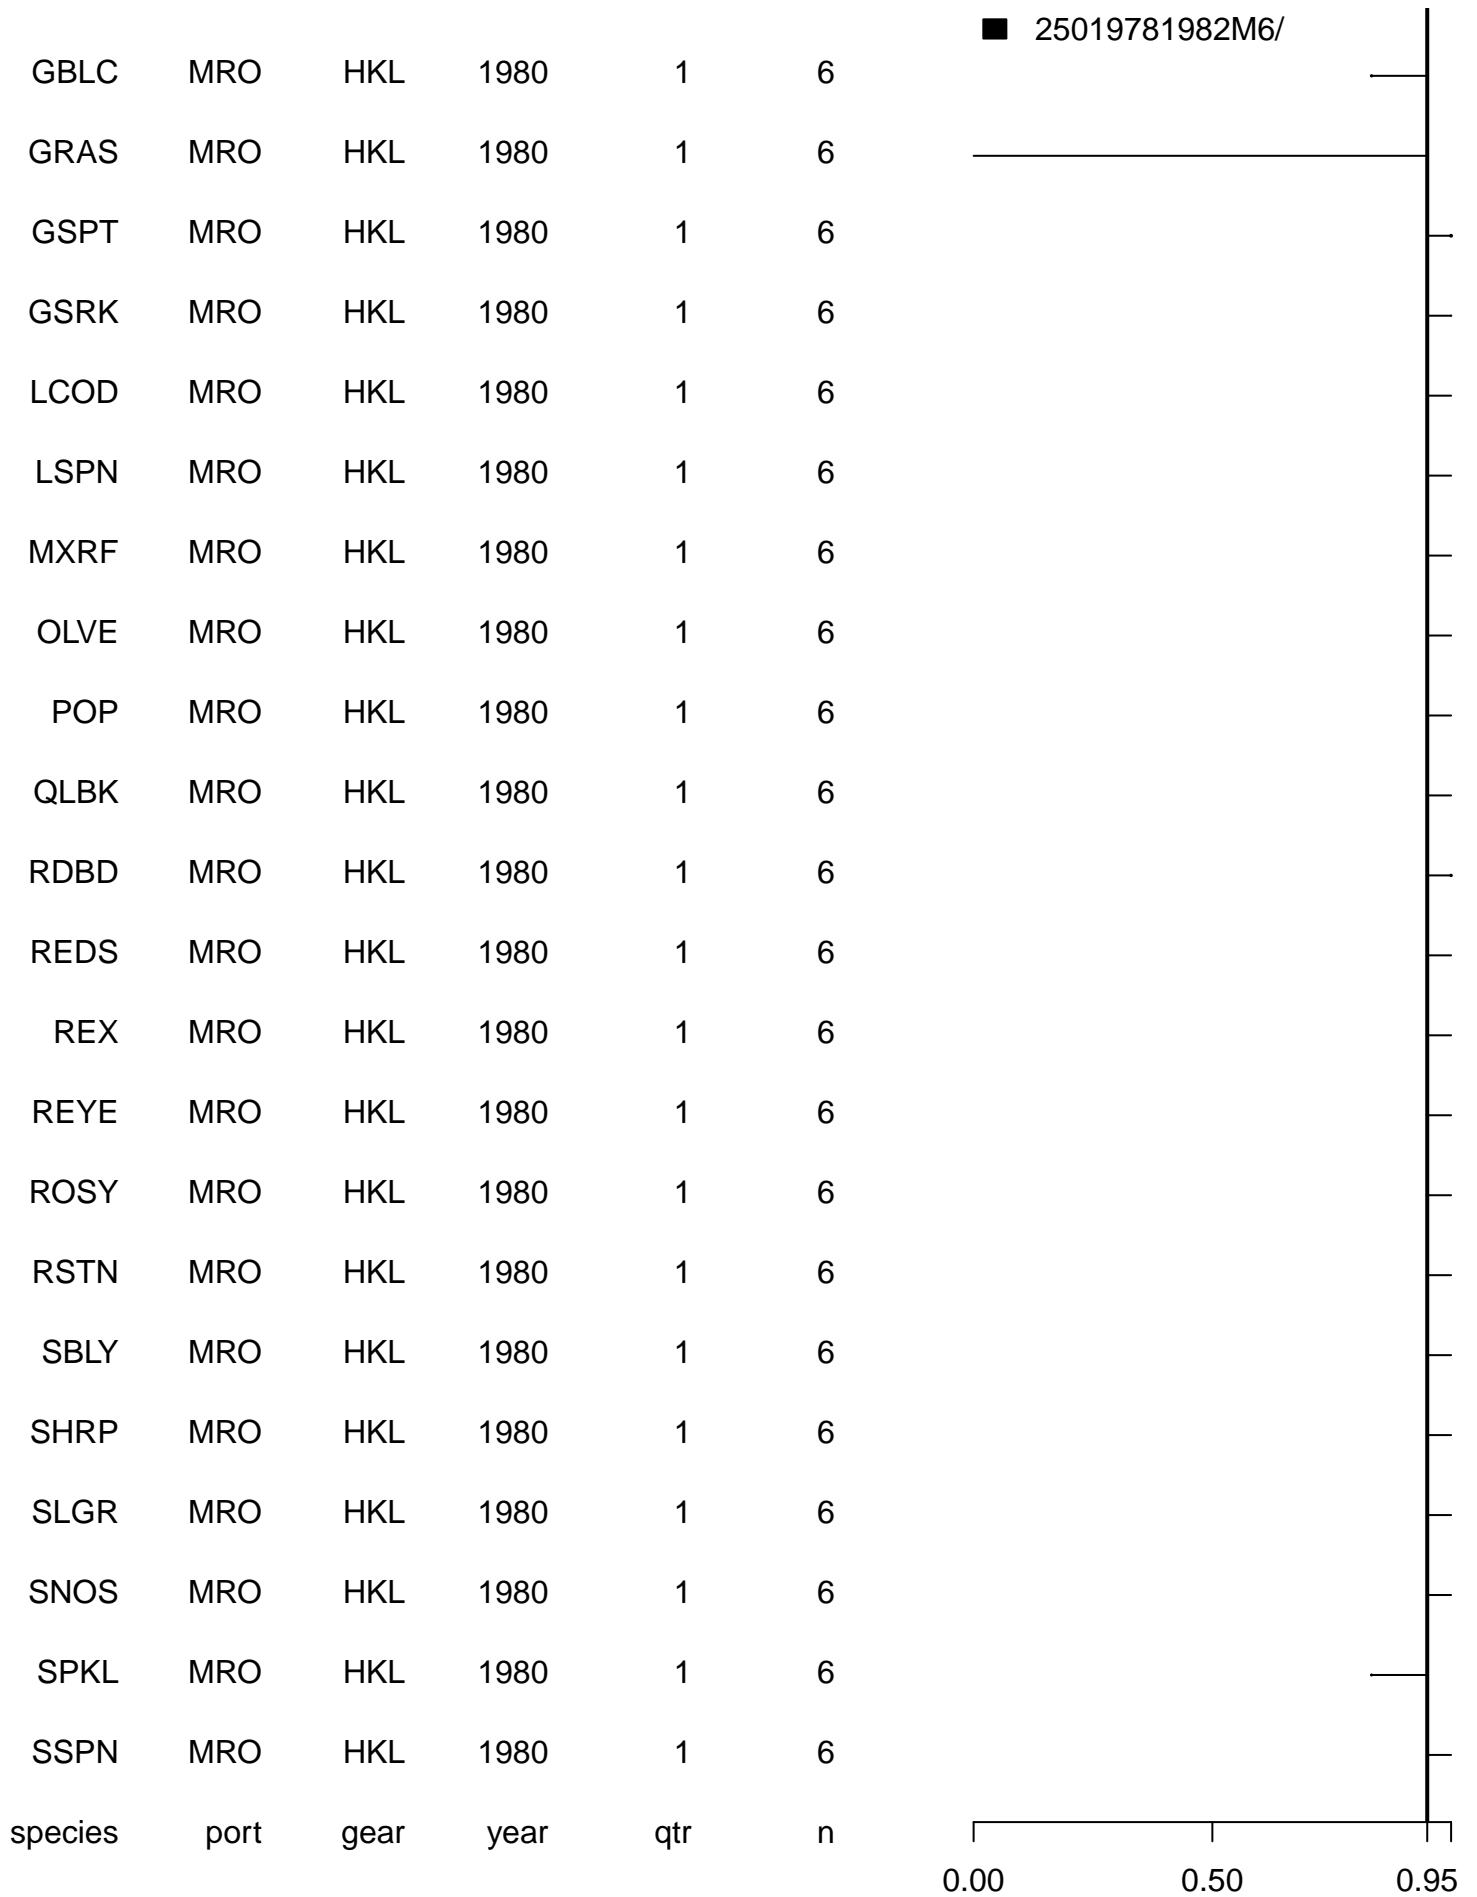 25019781982M6/
GBLC MRO HKL 1980 1 6
GRAS MRO HKL 1980 1 6
GSPT MRO HKL 1980 1 6
GSRK MRO HKL 1980 1 6
LCOD MRO HKL 1980 1 6
LSPN MRO HKL 1980 1 6
MXRF MRO HKL 1980 1 6
OLVE MRO HKL 1980 1 6
POP MRO HKL 1980 1 6
QLBK MRO HKL 1980 1 6
RDBD MRO HKL 1980 1 6
REDS MRO HKL 1980 1 6
REX MRO HKL 1980 1 6
REYE MRO HKL 1980 1 6
ROSY MRO HKL 1980 1 6
RSTN MRO HKL 1980 1 6
SBLY MRO HKL 1980 1 6
SHRP MRO HKL 1980 1 6
SLGR MRO HKL 1980 1 6
SNOS MRO HKL 1980 1 6
SPKL MRO HKL 1980 1 6
SSPN MRO HKL 1980 1 6
species port gear year qtr n
0.00 0.50 0.95